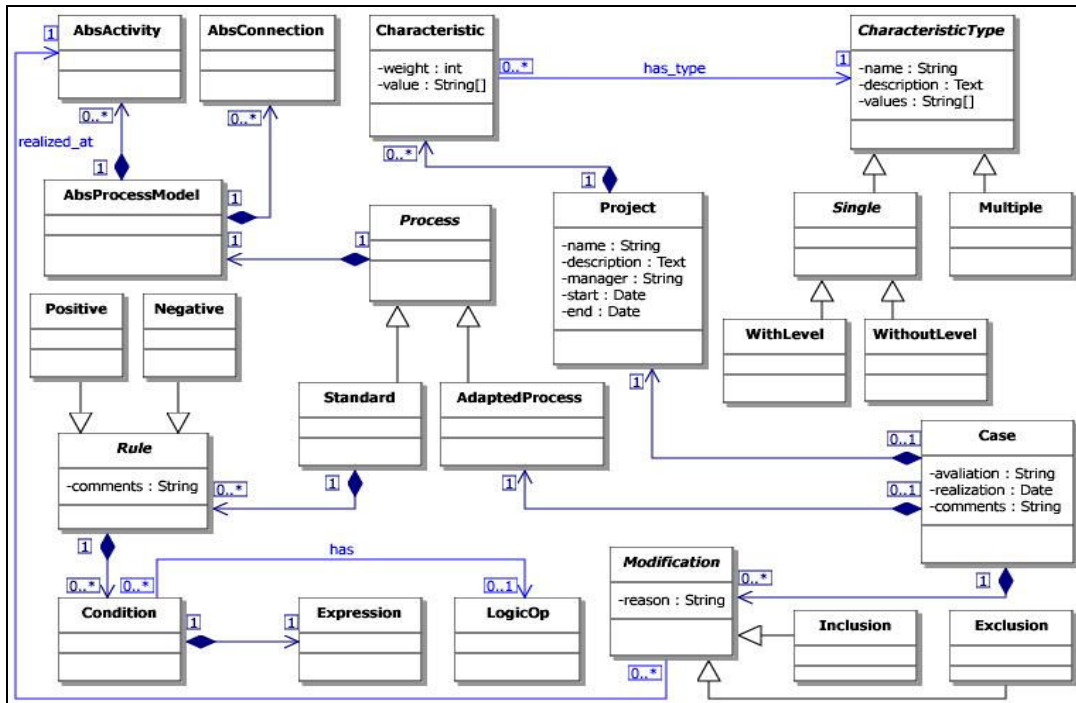 AbsActivity
AbsConnection
Characteristic
-weight : int
-value : String[]
CharacteristicType
-name : String
-description : Text
-values : String[]
1
0..*
has_type
1
realized_at
0..*
0..*
0..*
1
1
1
AbsProcessModel
1
1
1
Process
Project
-name : String
-description : Text
-manager : String
-start : Date
-end : Date
Single
Multiple
Positive
Negative
WithLevel
WithoutLevel
Standard
AdaptedProcess
1
Case
-avaliation : String
-realization : Date
-comments : String
0..1
0..1
Rule
-comments : String
0..*
1
1
1
has
Modification
-reason : String
0..*
1
0..*
0..*
0..1
Condition
Expression
LogicOp
1
1
Inclusion
Exclusion
0..*